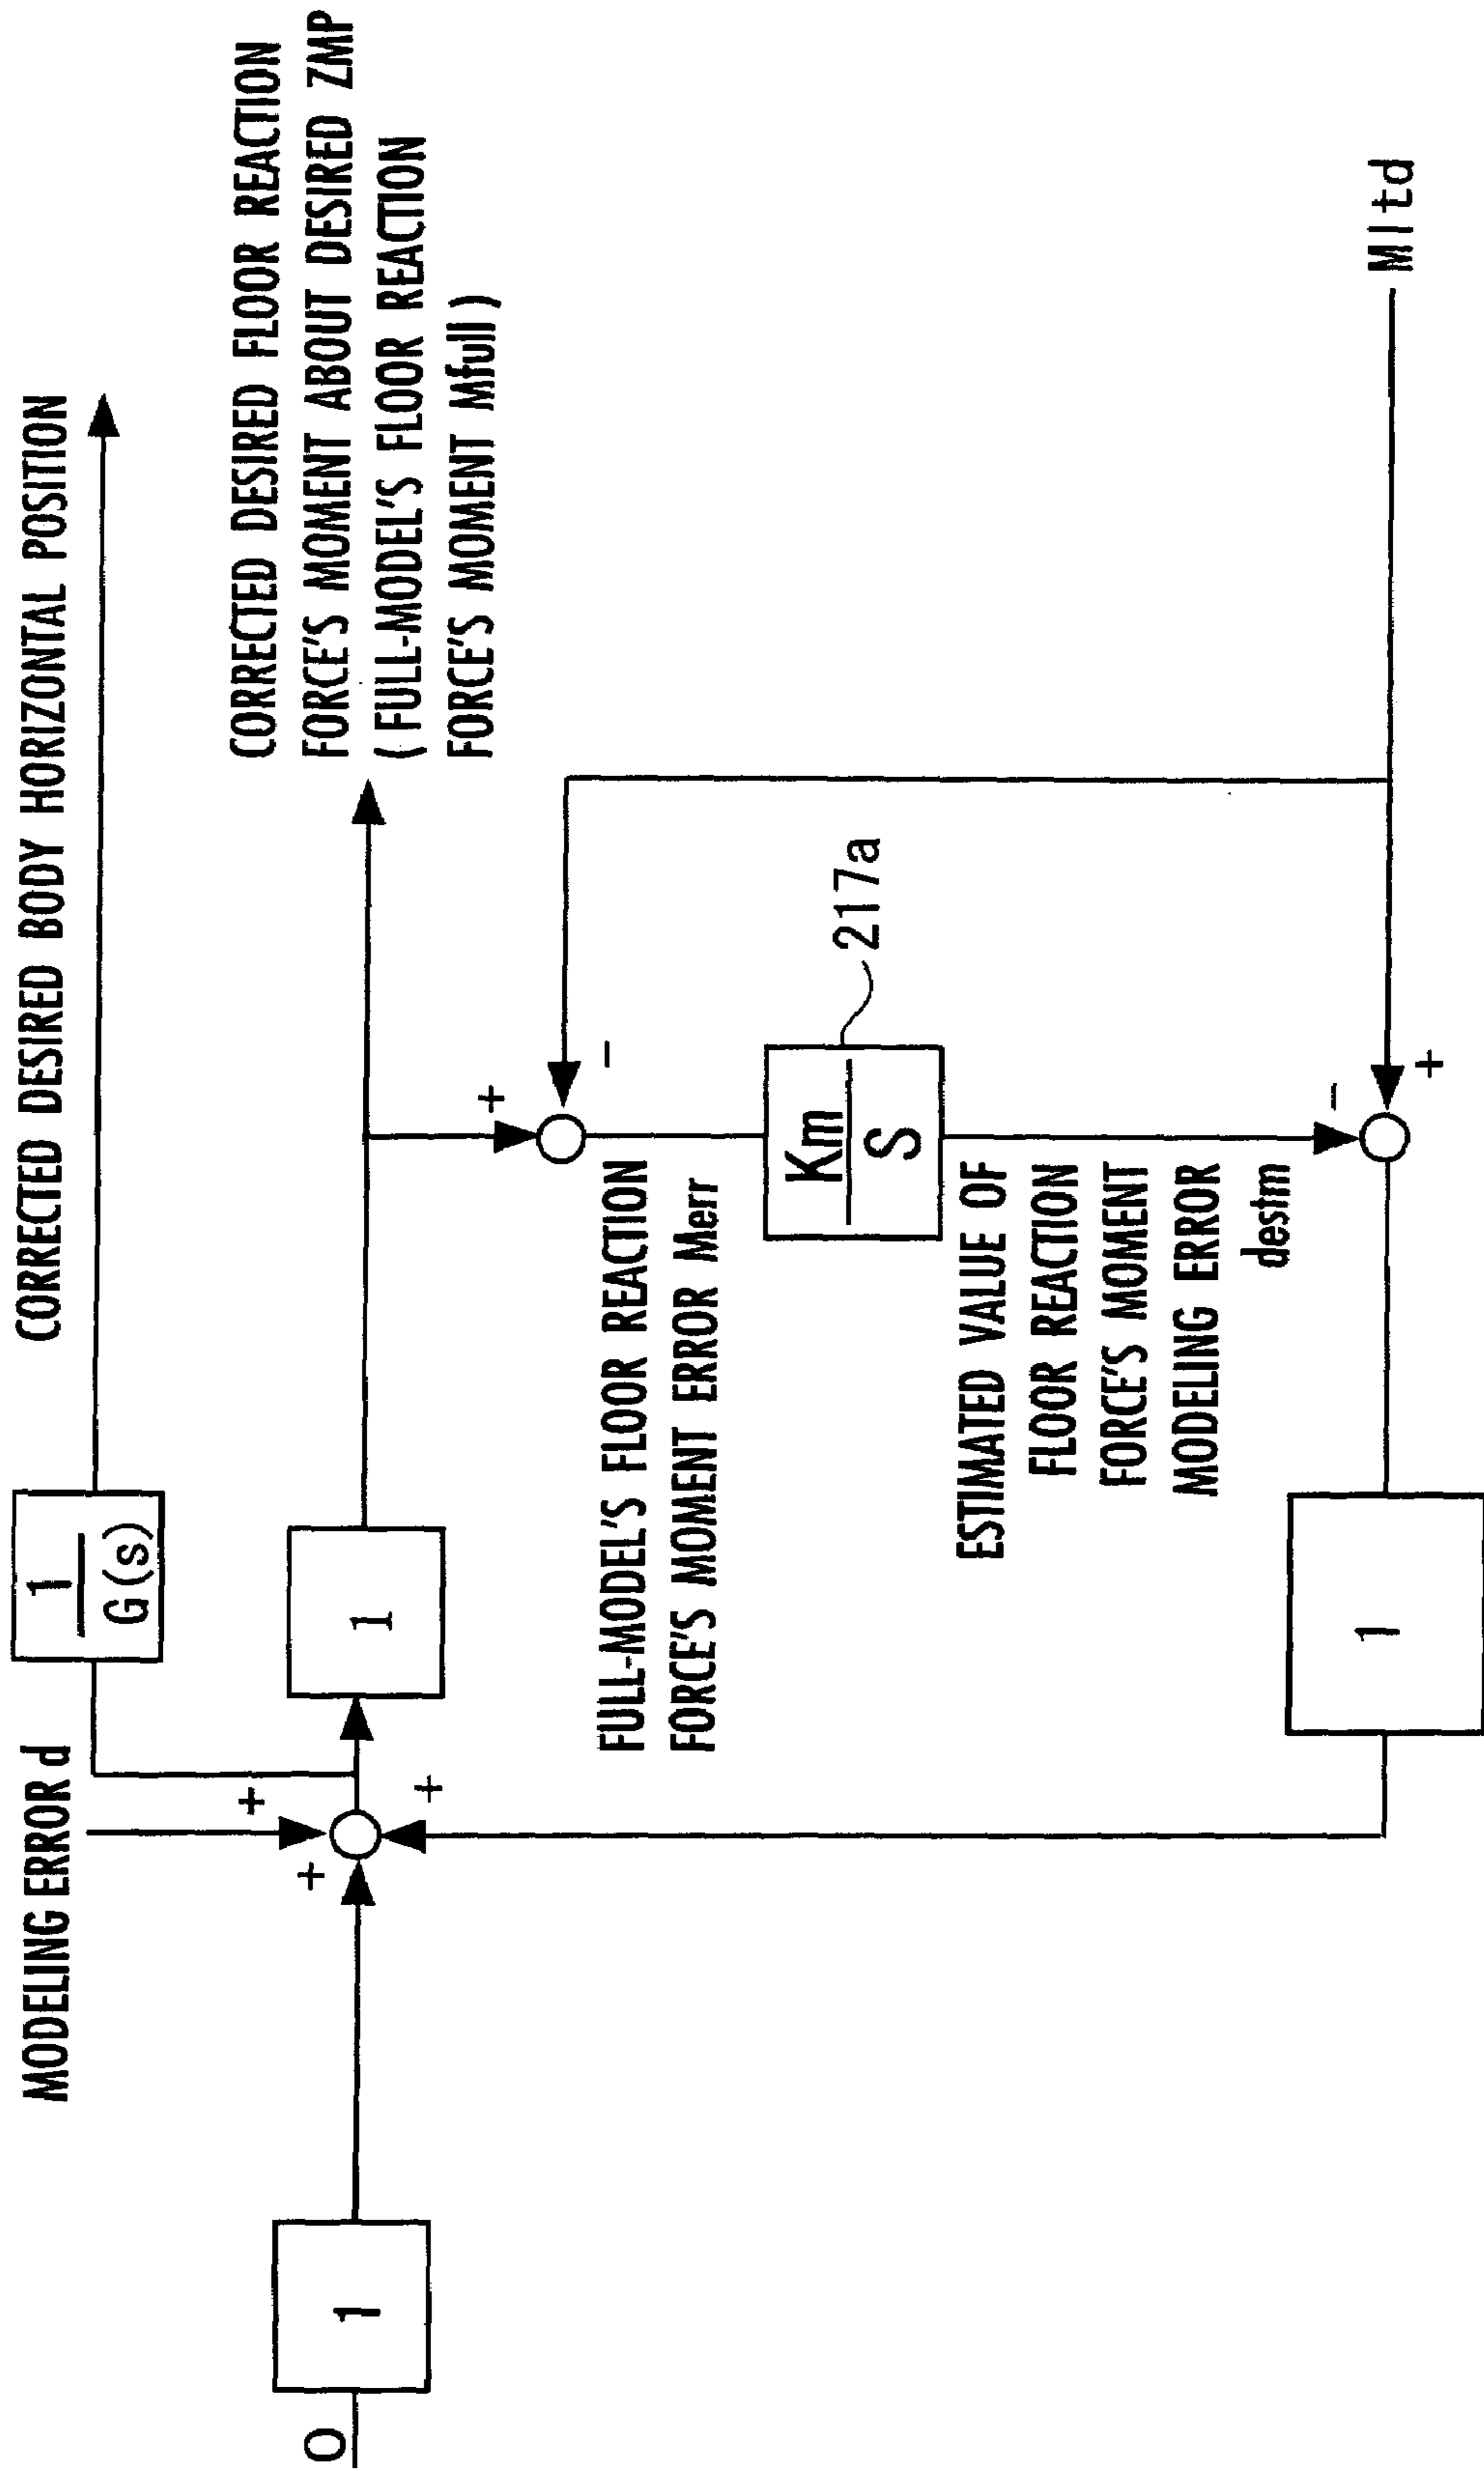 CORRECTED DESIRED BODY HORIZONTAL POSITION
MODELING ERROR d
1
G(s)
CORRECTED DESIRED FLOOR REACTION
FORCE'S MOMENT ABOUT DESIRED ZMP
(FULL-MODEL'S FLOOR REACTION
FORCE'S MOMENT Mfull)
0
1
+
+
+
1
+
-
FULL-MODEL'S FLOOR REACTION
FORCE'S MOMENT ERROR Merr
Km
S
217a
ESTIMATED VALUE OF
FLOOR REACTION
FORCE'S MOMENT
MODELING ERROR
destm
-
+
1
Mltd